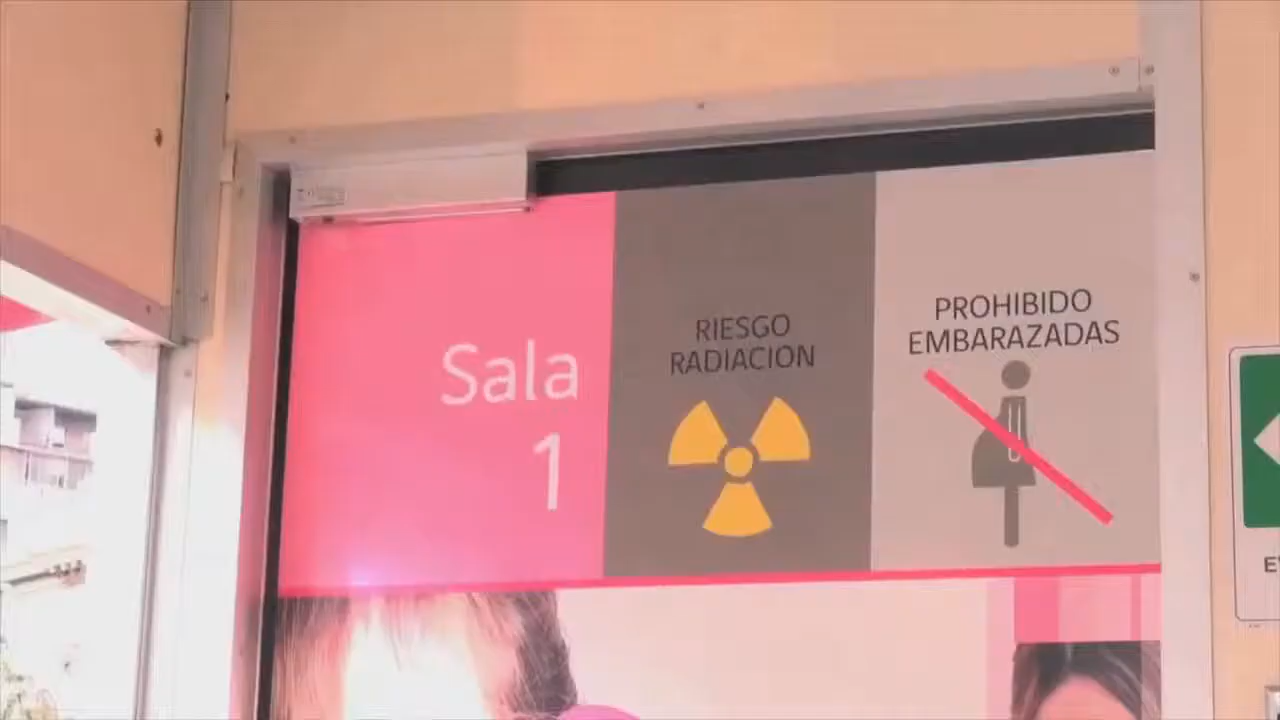 Sala
1
RIESGO
RADIACION
PROHIBIDO
EMBARAZADAS